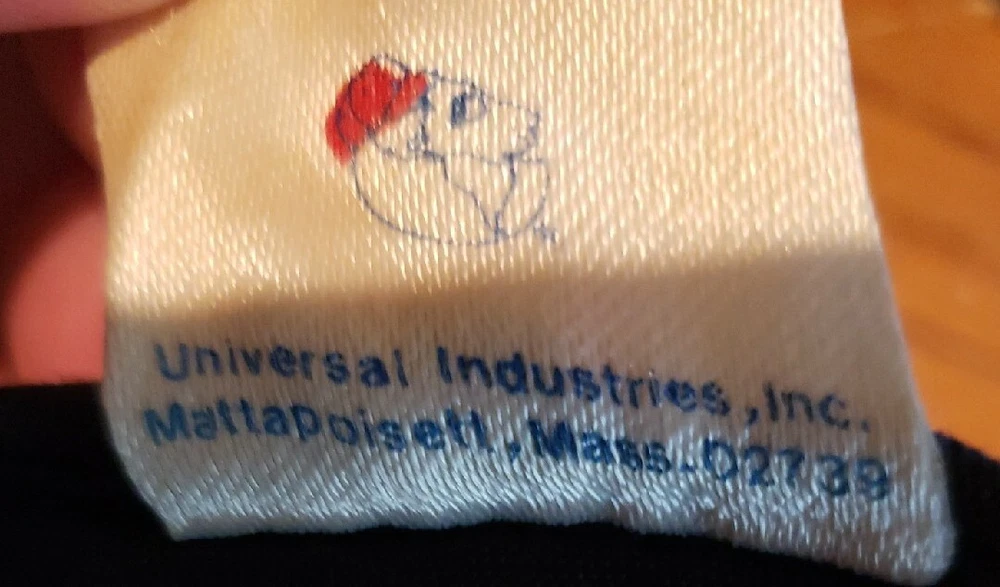 Universal Industries, Inc.
Mattapoisett, Mass. 02739